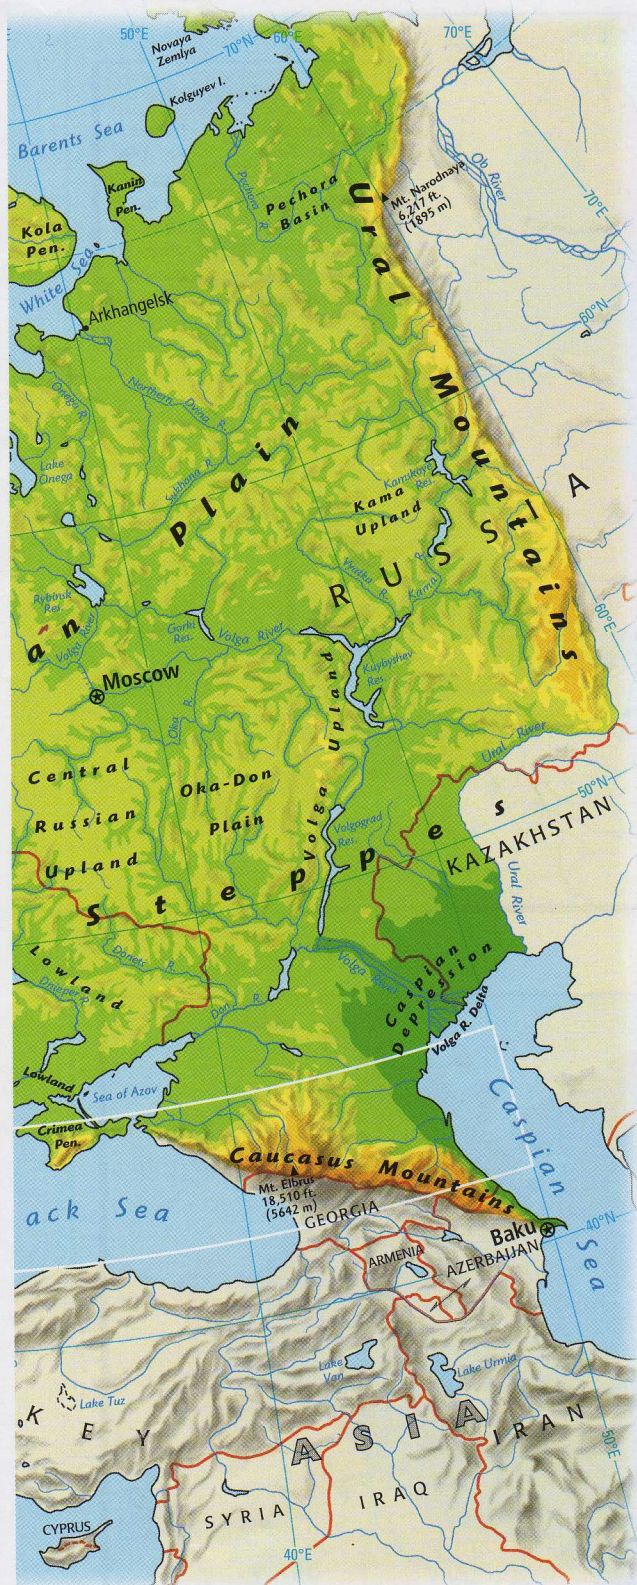 50°E
Novaya
Zemlya
70°N
60°E
70°E
Kolguyev I.
Barents Sea
Ob River
Kanin
Pen.
Pechora R.
Pechora
Basin
Mt. Narodnaya
6,217 ft.
(1895 m)
70°E
Kola
Pen.
White Sea
Ural Mountains
60°N
Arkhangelsk
Onega R.
Northern Dvina R.
Lake
Onega
Sukhona R.
Plain
Kamskoye
Res.
Kama
Upland
A
RUSSIA
Rybinsk
Res.
Vyatka R.
Kama R.
60°E
an
Volga River
Gorki
Res.
Volga River
Moscow
Kuybyshev
Res.
Oka R.
Volga Upland
Ural River
Central
Russian
Upland
Oka-Don
Plain
50°N
Volgograd
Res.
KAZAKHSTAN
Steppes
Ural River
Lowland
Donets R.
Dnieper R.
Volga River
Caspian
Depression
Don R.
Volga R. Delta
Lowland
Sea of Azov
Crimea
Pen.
Caspian Sea
Caucasus Mountains
Mt. Elbrus
18,510 ft.
(5642 m)
ack Sea
GEORGIA
Baku
40°N
ARMENIA
AZERBAIJAN
Lake
Van
Lake Urmia
Lake Tuz
KEY
ASIA
IRAN
50°E
SYRIA
IRAQ
CYPRUS
40°E